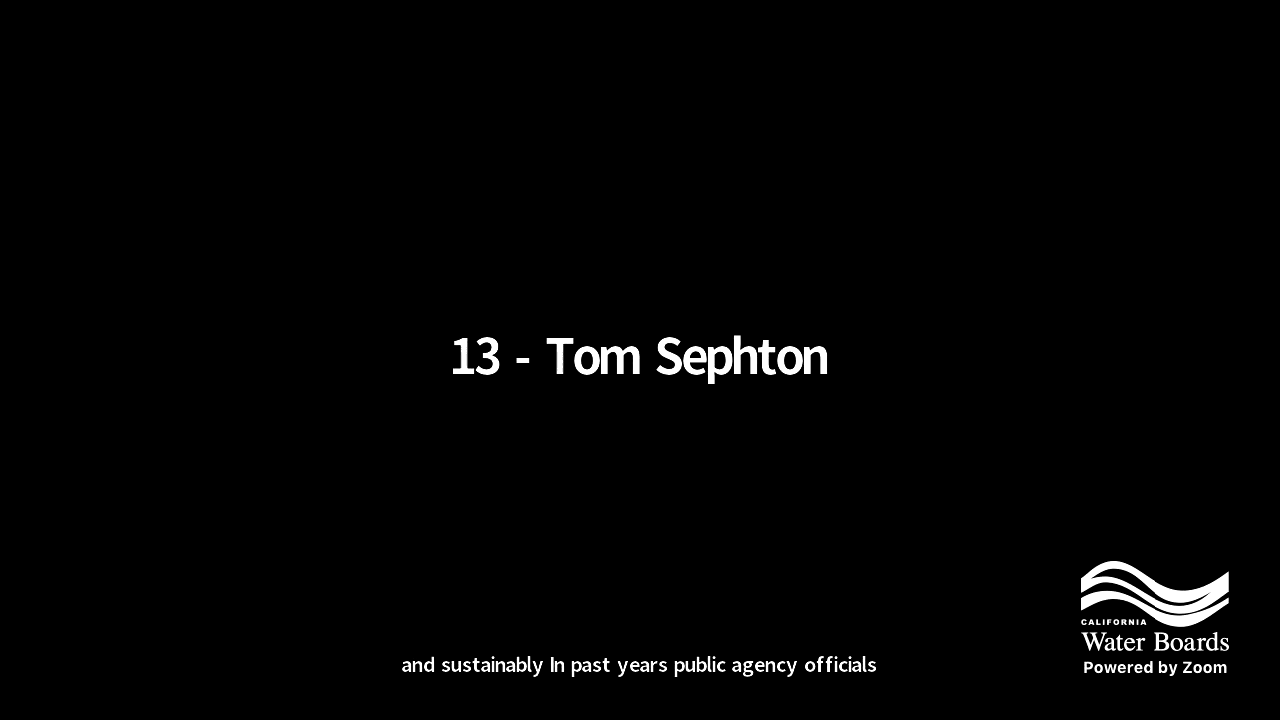 13 - Tom Sephton
CALIFORNIA
Water Boards
Powered by Zoom
and sustainably In past years public agency officials